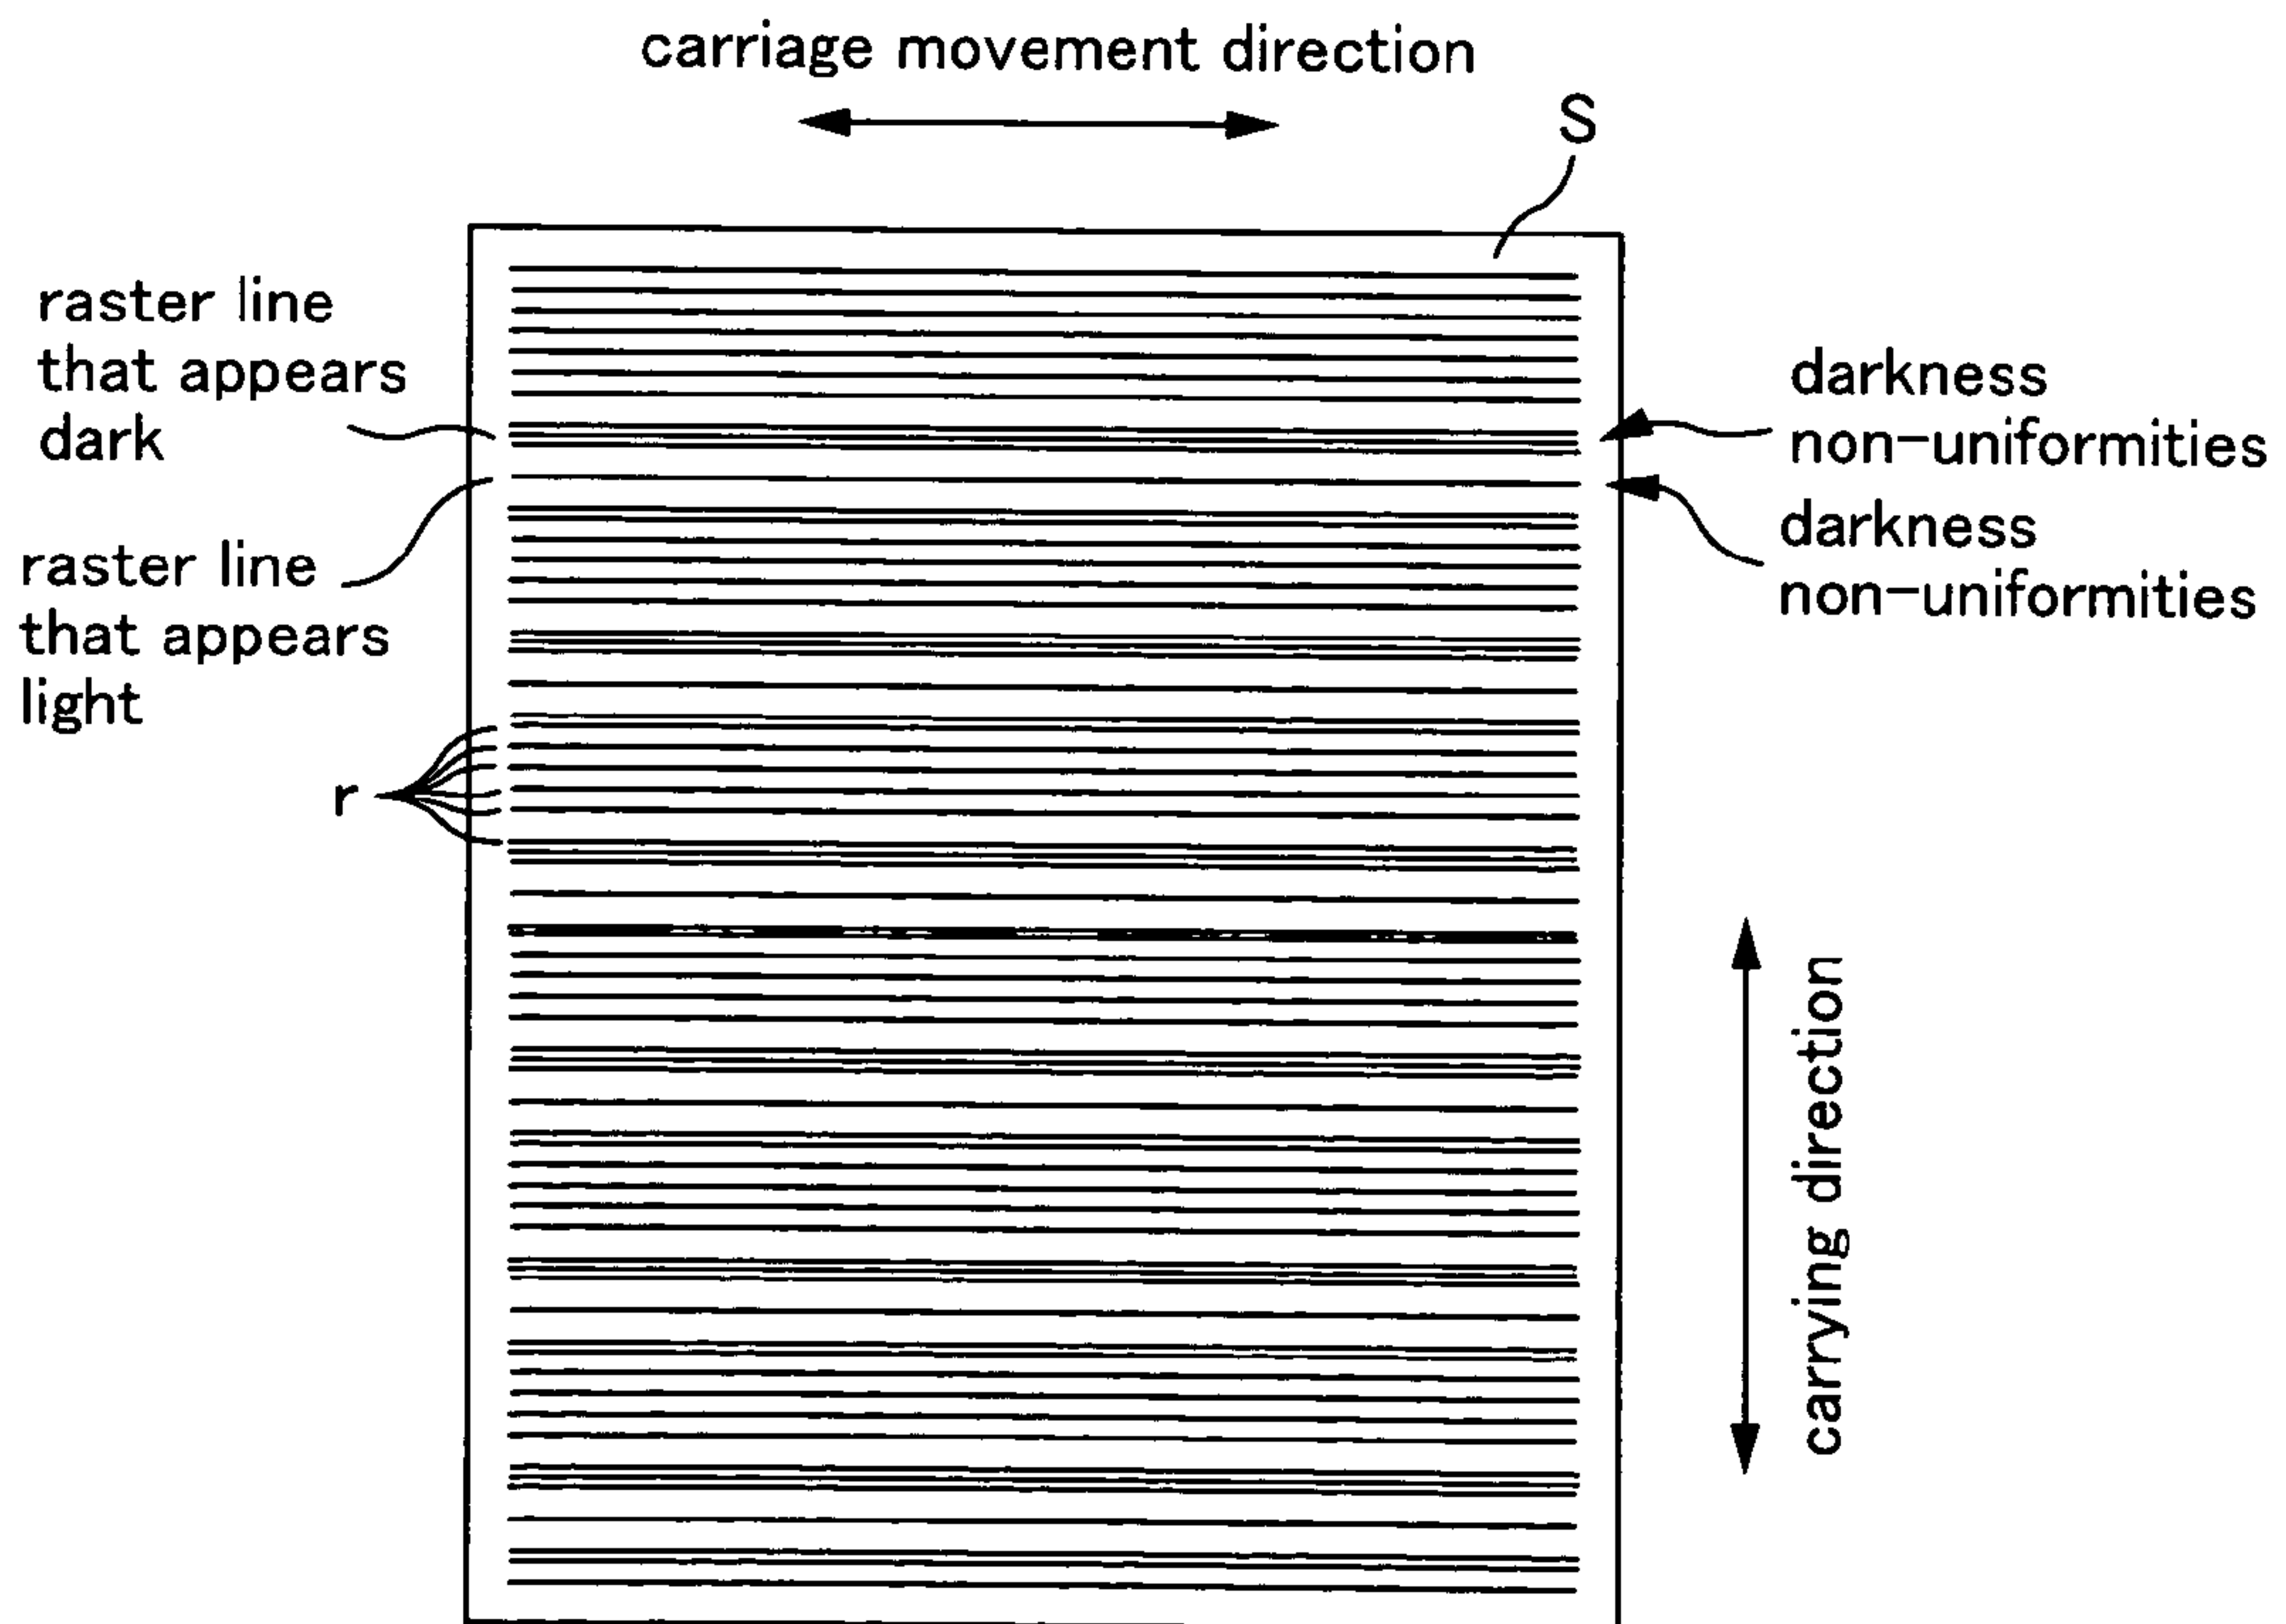 carriage movement direction
S
raster line
that appears
dark
darkness
non-uniformities
raster line
that appears
light
darkness
non-uniformities
r
carrying direction